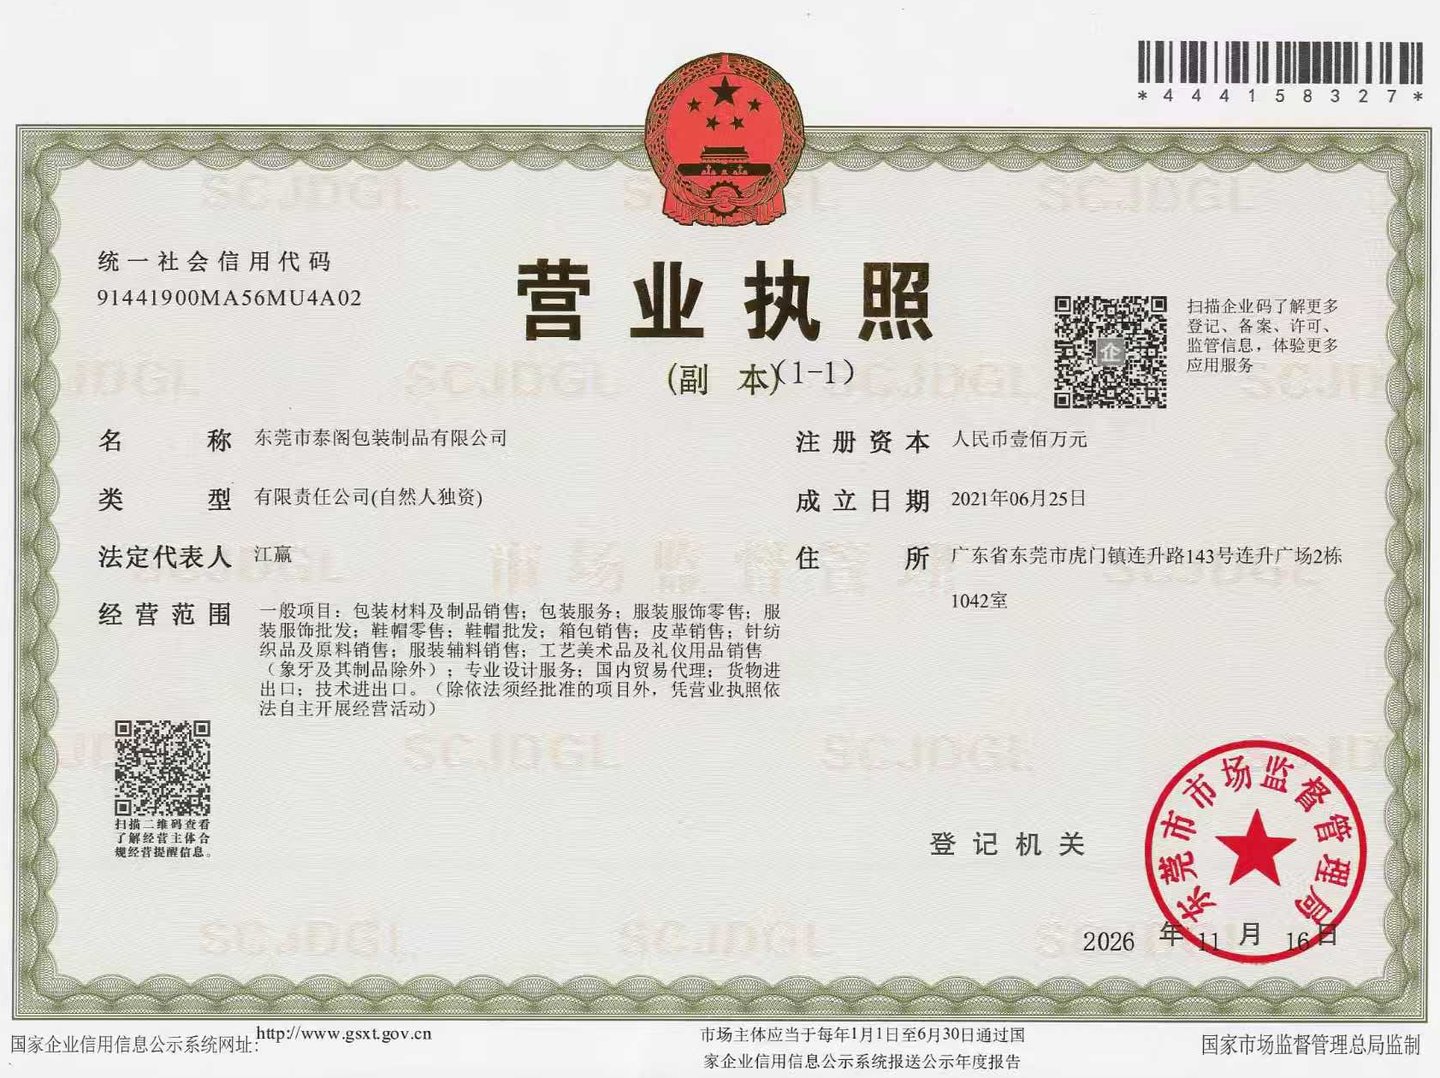 *444158327*
统一社会信用代码
91441900MA56MU4A02
营业执照
(副 本)(1-1)
企
扫描企业码了解更多
登记、备案、许可、
监管信息，体验更多
应用服务
名 称 东莞市泰阁包装制品有限公司
类 型 有限责任公司(自然人独资)
法定代表人 江赢
经营范围 一般项目：包装材料及制品销售；包装服务；服装服饰零售；服
装服饰批发；鞋帽零售；鞋帽批发；箱包销售；皮革销售；针纺
织品及原料销售；服装辅料销售；工艺美术品及礼仪用品销售
（象牙及其制品除外）；专业设计服务；国内贸易代理；货物进
出口；技术进出口。（除依法须经批准的项目外，凭营业执照依
法自主开展经营活动）
注册资本 人民币壹佰万元
成立日期 2021年06月25日
住 所 广东省东莞市虎门镇连升路143号连升广场2栋
1042室
扫描二维码查看
了解经营主体合
规经营提醒信息。
登记机关
东莞市市场监督管理局
2026 年 11 月 16 日
国家企业信用信息公示系统网址:http://www.gsxt.gov.cn
市场主体应当于每年1月1日至6月30日通过国
家企业信用信息公示系统报送公示年度报告
国家市场监督管理总局监制
SCJDGL
市场监督管理